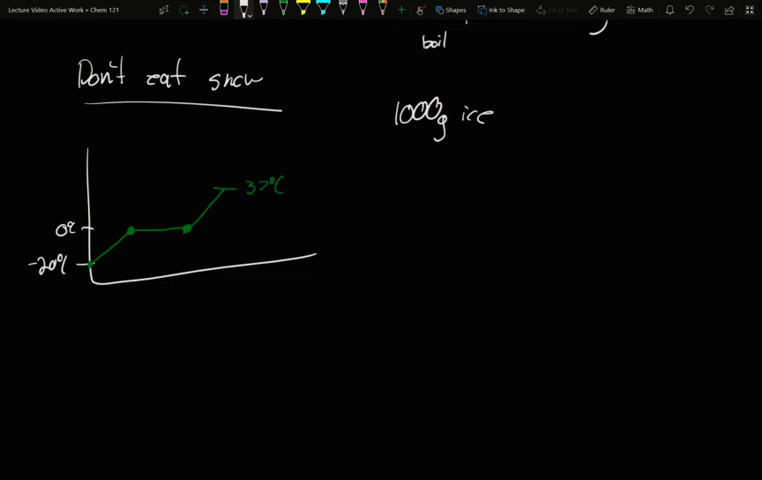 Lecture Video Active Work • Chem 121
Shapes
Ink to Shape
Ink to Text
Ruler
Math
boil
Don't eat snow
1000g ice
37°C
0°C
-20°C